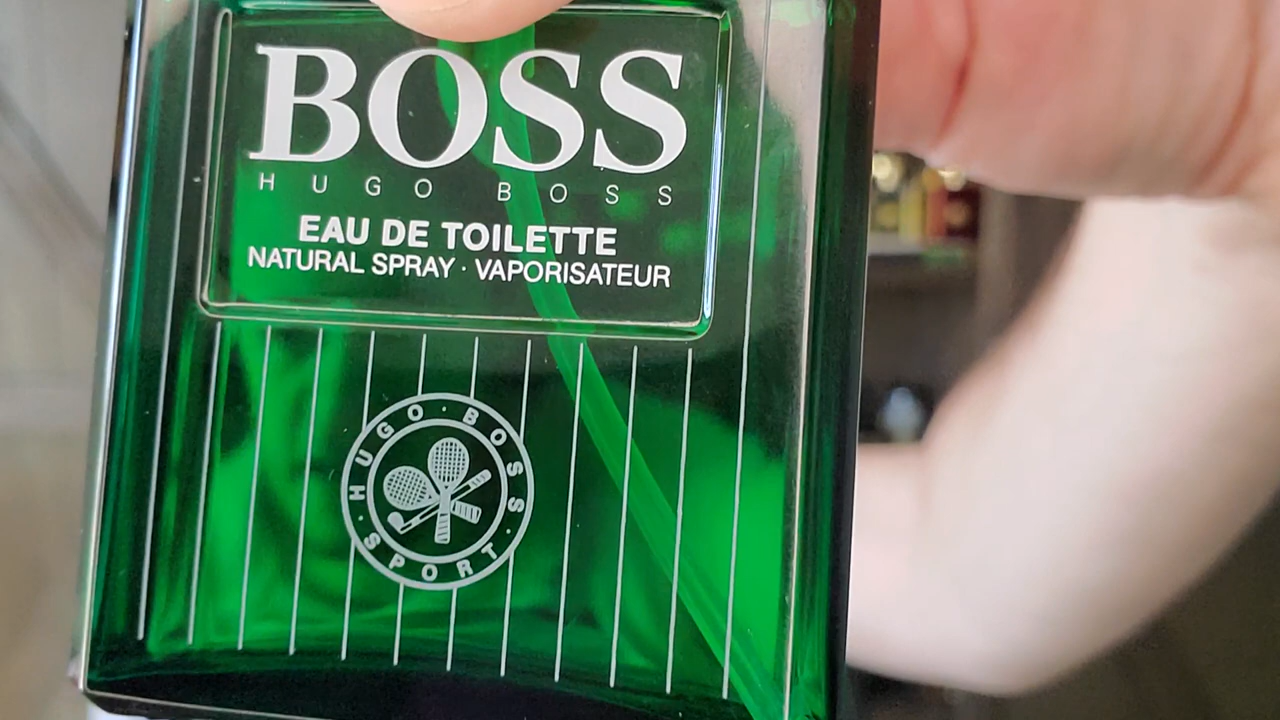 BOSS
HUGO BOSS
EAU DE TOILETTE
NATURAL SPRAY · VAPORISATEUR
HUGO · BOSS · SPORT ·